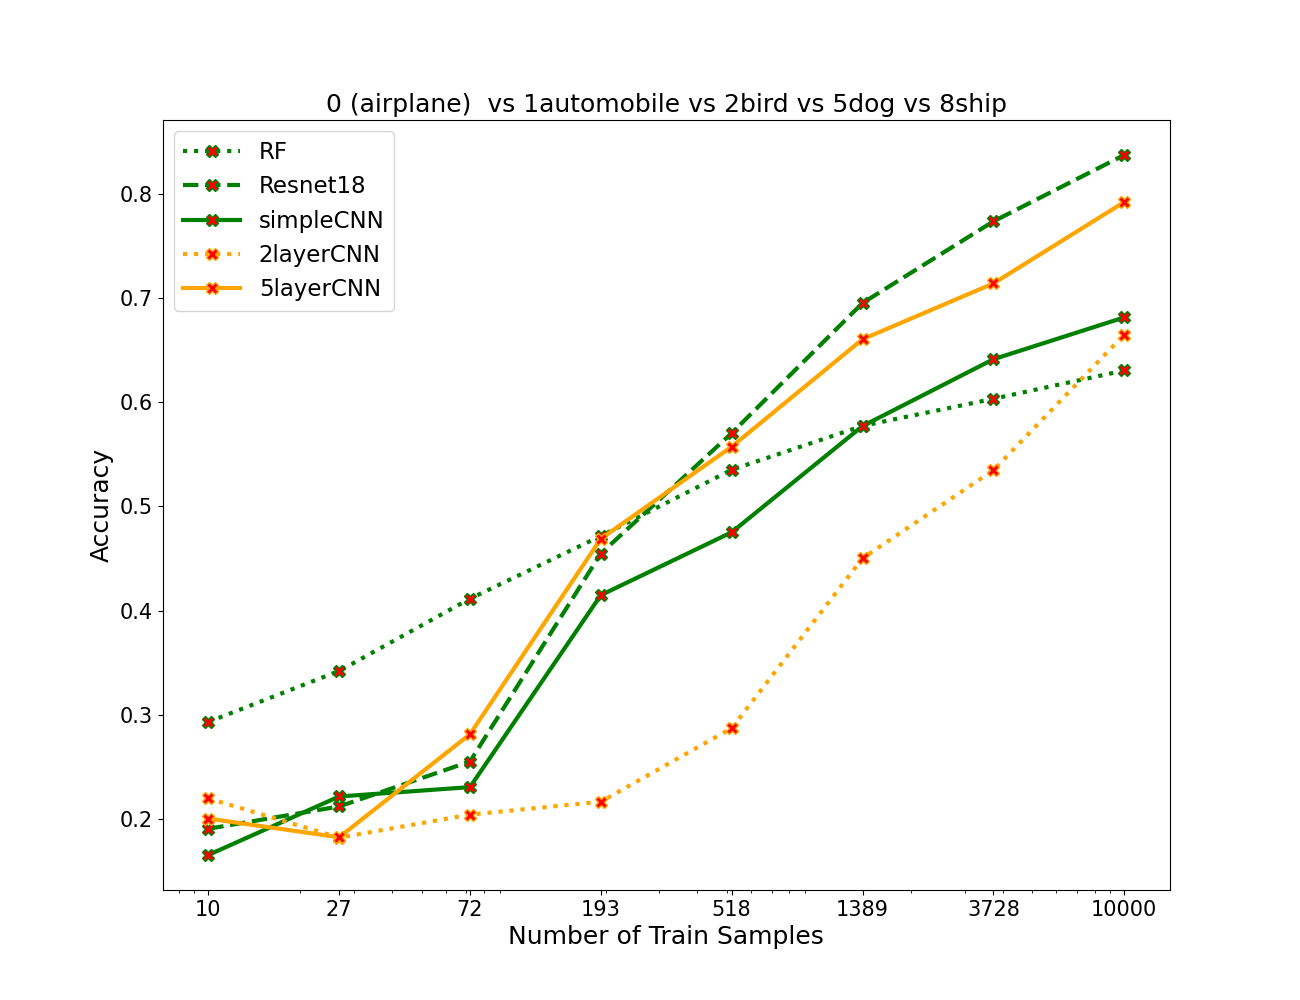 0 (airplane)  vs 1automobile vs 2bird vs 5dog vs 8ship
RF
Resnet18
simpleCNN
2layerCNN
5layerCNN
Accuracy
0.8
0.7
0.6
0.5
0.4
0.3
0.2
10 27 72 193 518 1389 3728 10000
Number of Train Samples